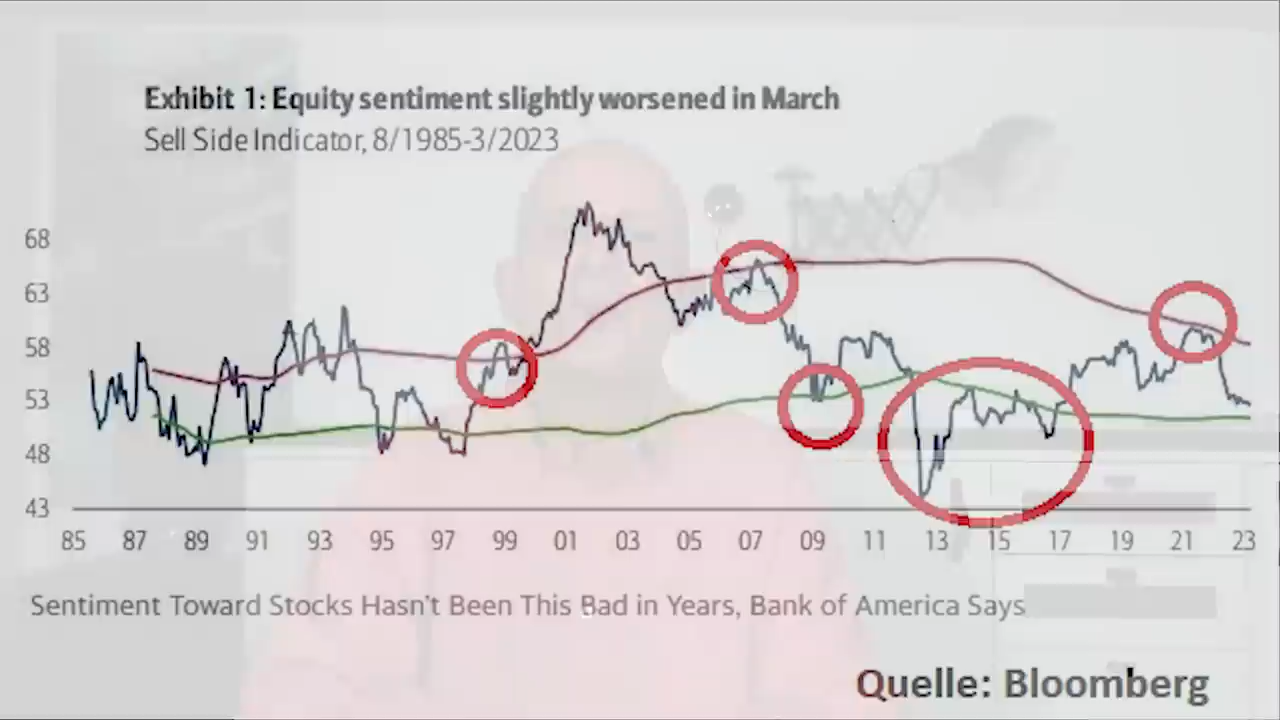 Exhibit 1: Equity sentiment slightly worsened in March
Sell Side Indicator, 8/1985-3/2023
68
63
58
53
48
43
85 87 89 91 93 95 97 99 01 03 05 07 09 11 13 15 17 19 21 23
Sentiment Toward Stocks Hasn't Been This Bad in Years, Bank of America Says
Quelle: Bloomberg